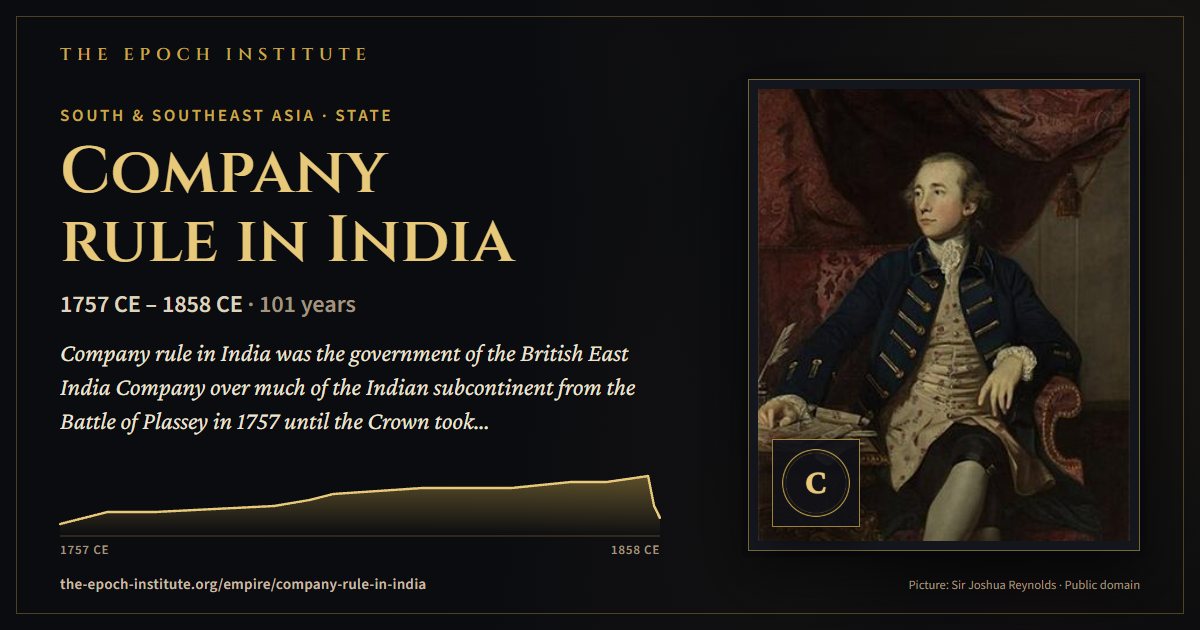 THE EPOCH INSTITUTE
SOUTH & SOUTHEAST ASIA · STATE
Company
rule in India
1757 CE – 1858 CE · 101 years
Company rule in India was the government of the British East
India Company over much of the Indian subcontinent from the
Battle of Plassey in 1757 until the Crown took...
1757 CE
1858 CE
the-epoch-institute.org/empire/company-rule-in-india
C
Picture: Sir Joshua Reynolds · Public domain